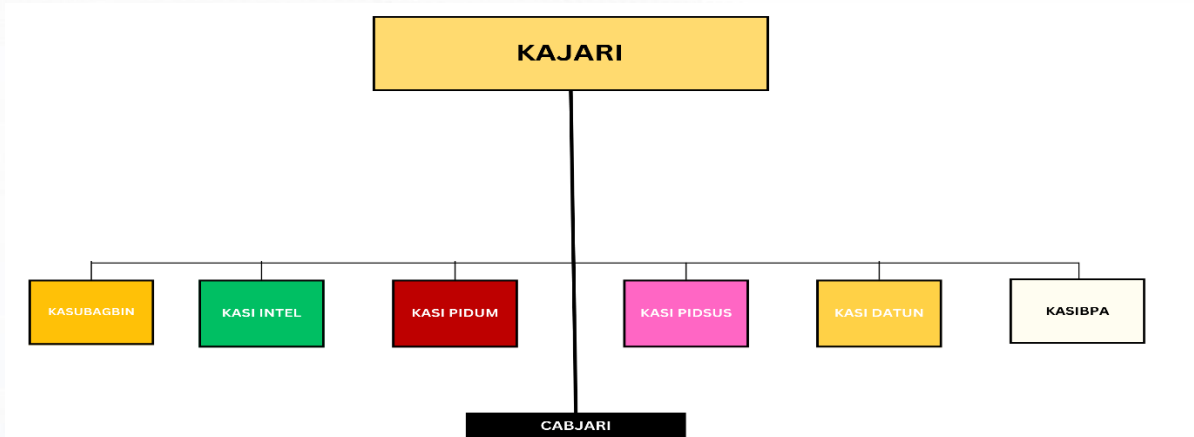 KAJARI
KASUBAGBIN
KASI INTEL
KASI PIDUM
KASI PIDSUS
KASI DATUN
KASIBPA
CABJARI